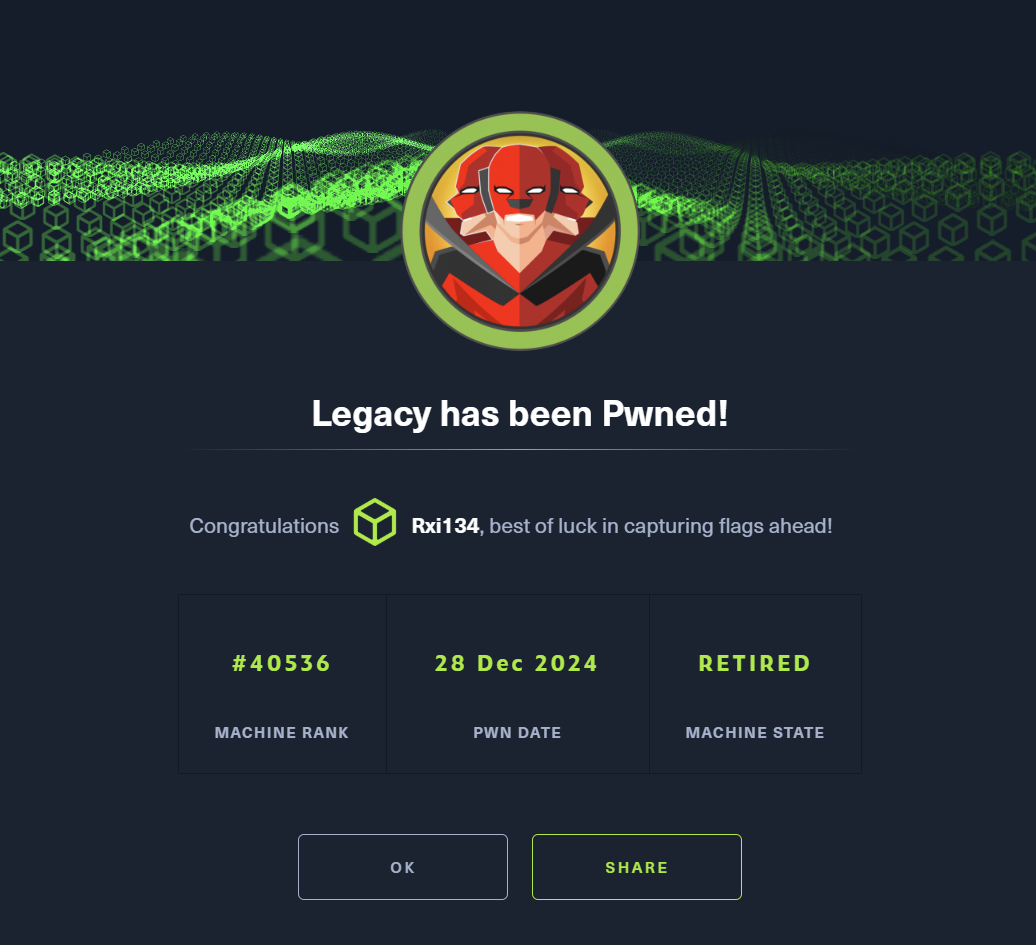 Legacy has been Pwned!
Congratulations Rxi134, best of luck in capturing flags ahead!
#40536 28 Dec 2024 RETIRED
MACHINE RANK PWN DATE MACHINE STATE
OK SHARE